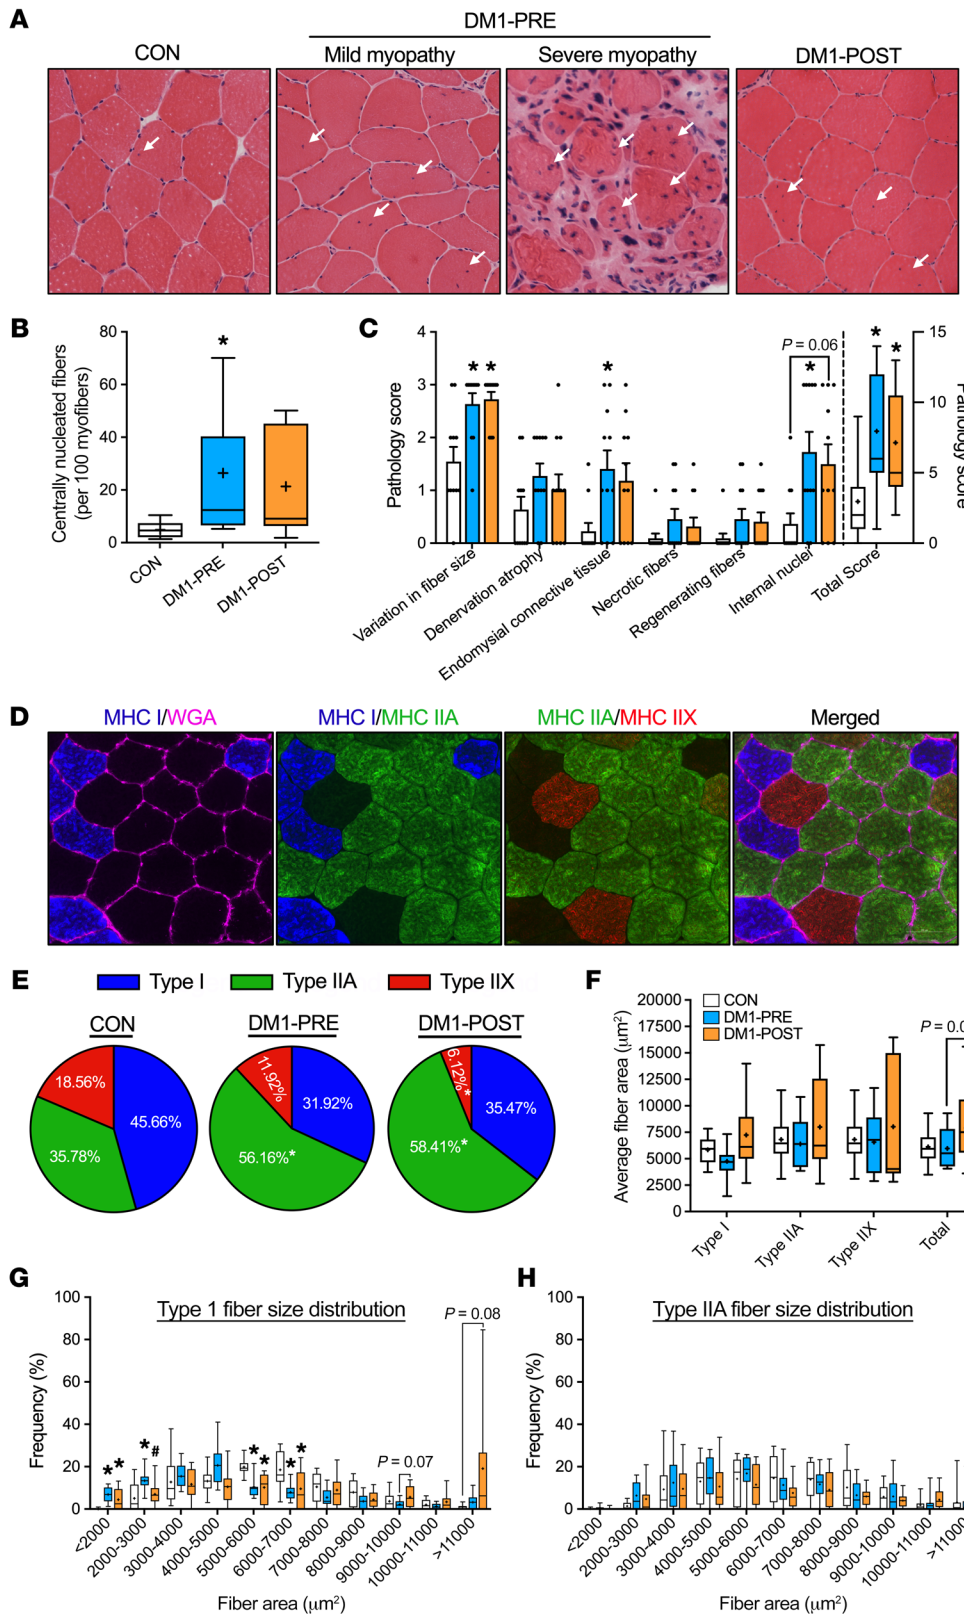 A
DM1-PRE
CON
Mild myopathy
Severe myopathy
DM1-POST
B
Centrally nucleated fibers
(per 100 myofibers)
80
60
40
20
0
*
CON
DM1-PRE
DM1-POST
C
Pathology score
4
3
2
1
0
* *
*
P = 0.06
*
*
*
15
10
5
0
Pathology score
Variation in fiber size
Denervation atrophy
Endomysial connective tissue
Necrotic fibers
Regenerating fibers
Internal nuclei
Total Score
D
MHC I/WGA
MHC I/MHC IIA
MHC IIA/MHC IIX
Merged
E
Type I
Type IIA
Type IIX
CON
18.56%
45.66%
35.78%
DM1-PRE
11.92%
31.92%
56.16%*
DM1-POST
6.12%*
35.47%
58.41%*
F
Average fiber area (μm²)
20000
17500
15000
12500
10000
7500
5000
2500
0
CON
DM1-PRE
DM1-POST
P = 0.0
Type I
Type IIA
Type IIX
Total
G
Type 1 fiber size distribution
Frequency (%)
100
80
60
40
20
0
* *
* #
* *
* *
P = 0.07
P = 0.08
<2000
2000-3000
3000-4000
4000-5000
5000-6000
6000-7000
7000-8000
8000-9000
9000-10000
10000-11000
>11000
Fiber area (μm²)
H
Type IIA fiber size distribution
Frequency (%)
100
80
60
40
20
0
<2000
2000-3000
3000-4000
4000-5000
5000-6000
6000-7000
7000-8000
8000-9000
9000-10000
10000-11000
>11000
Fiber area (μm²)